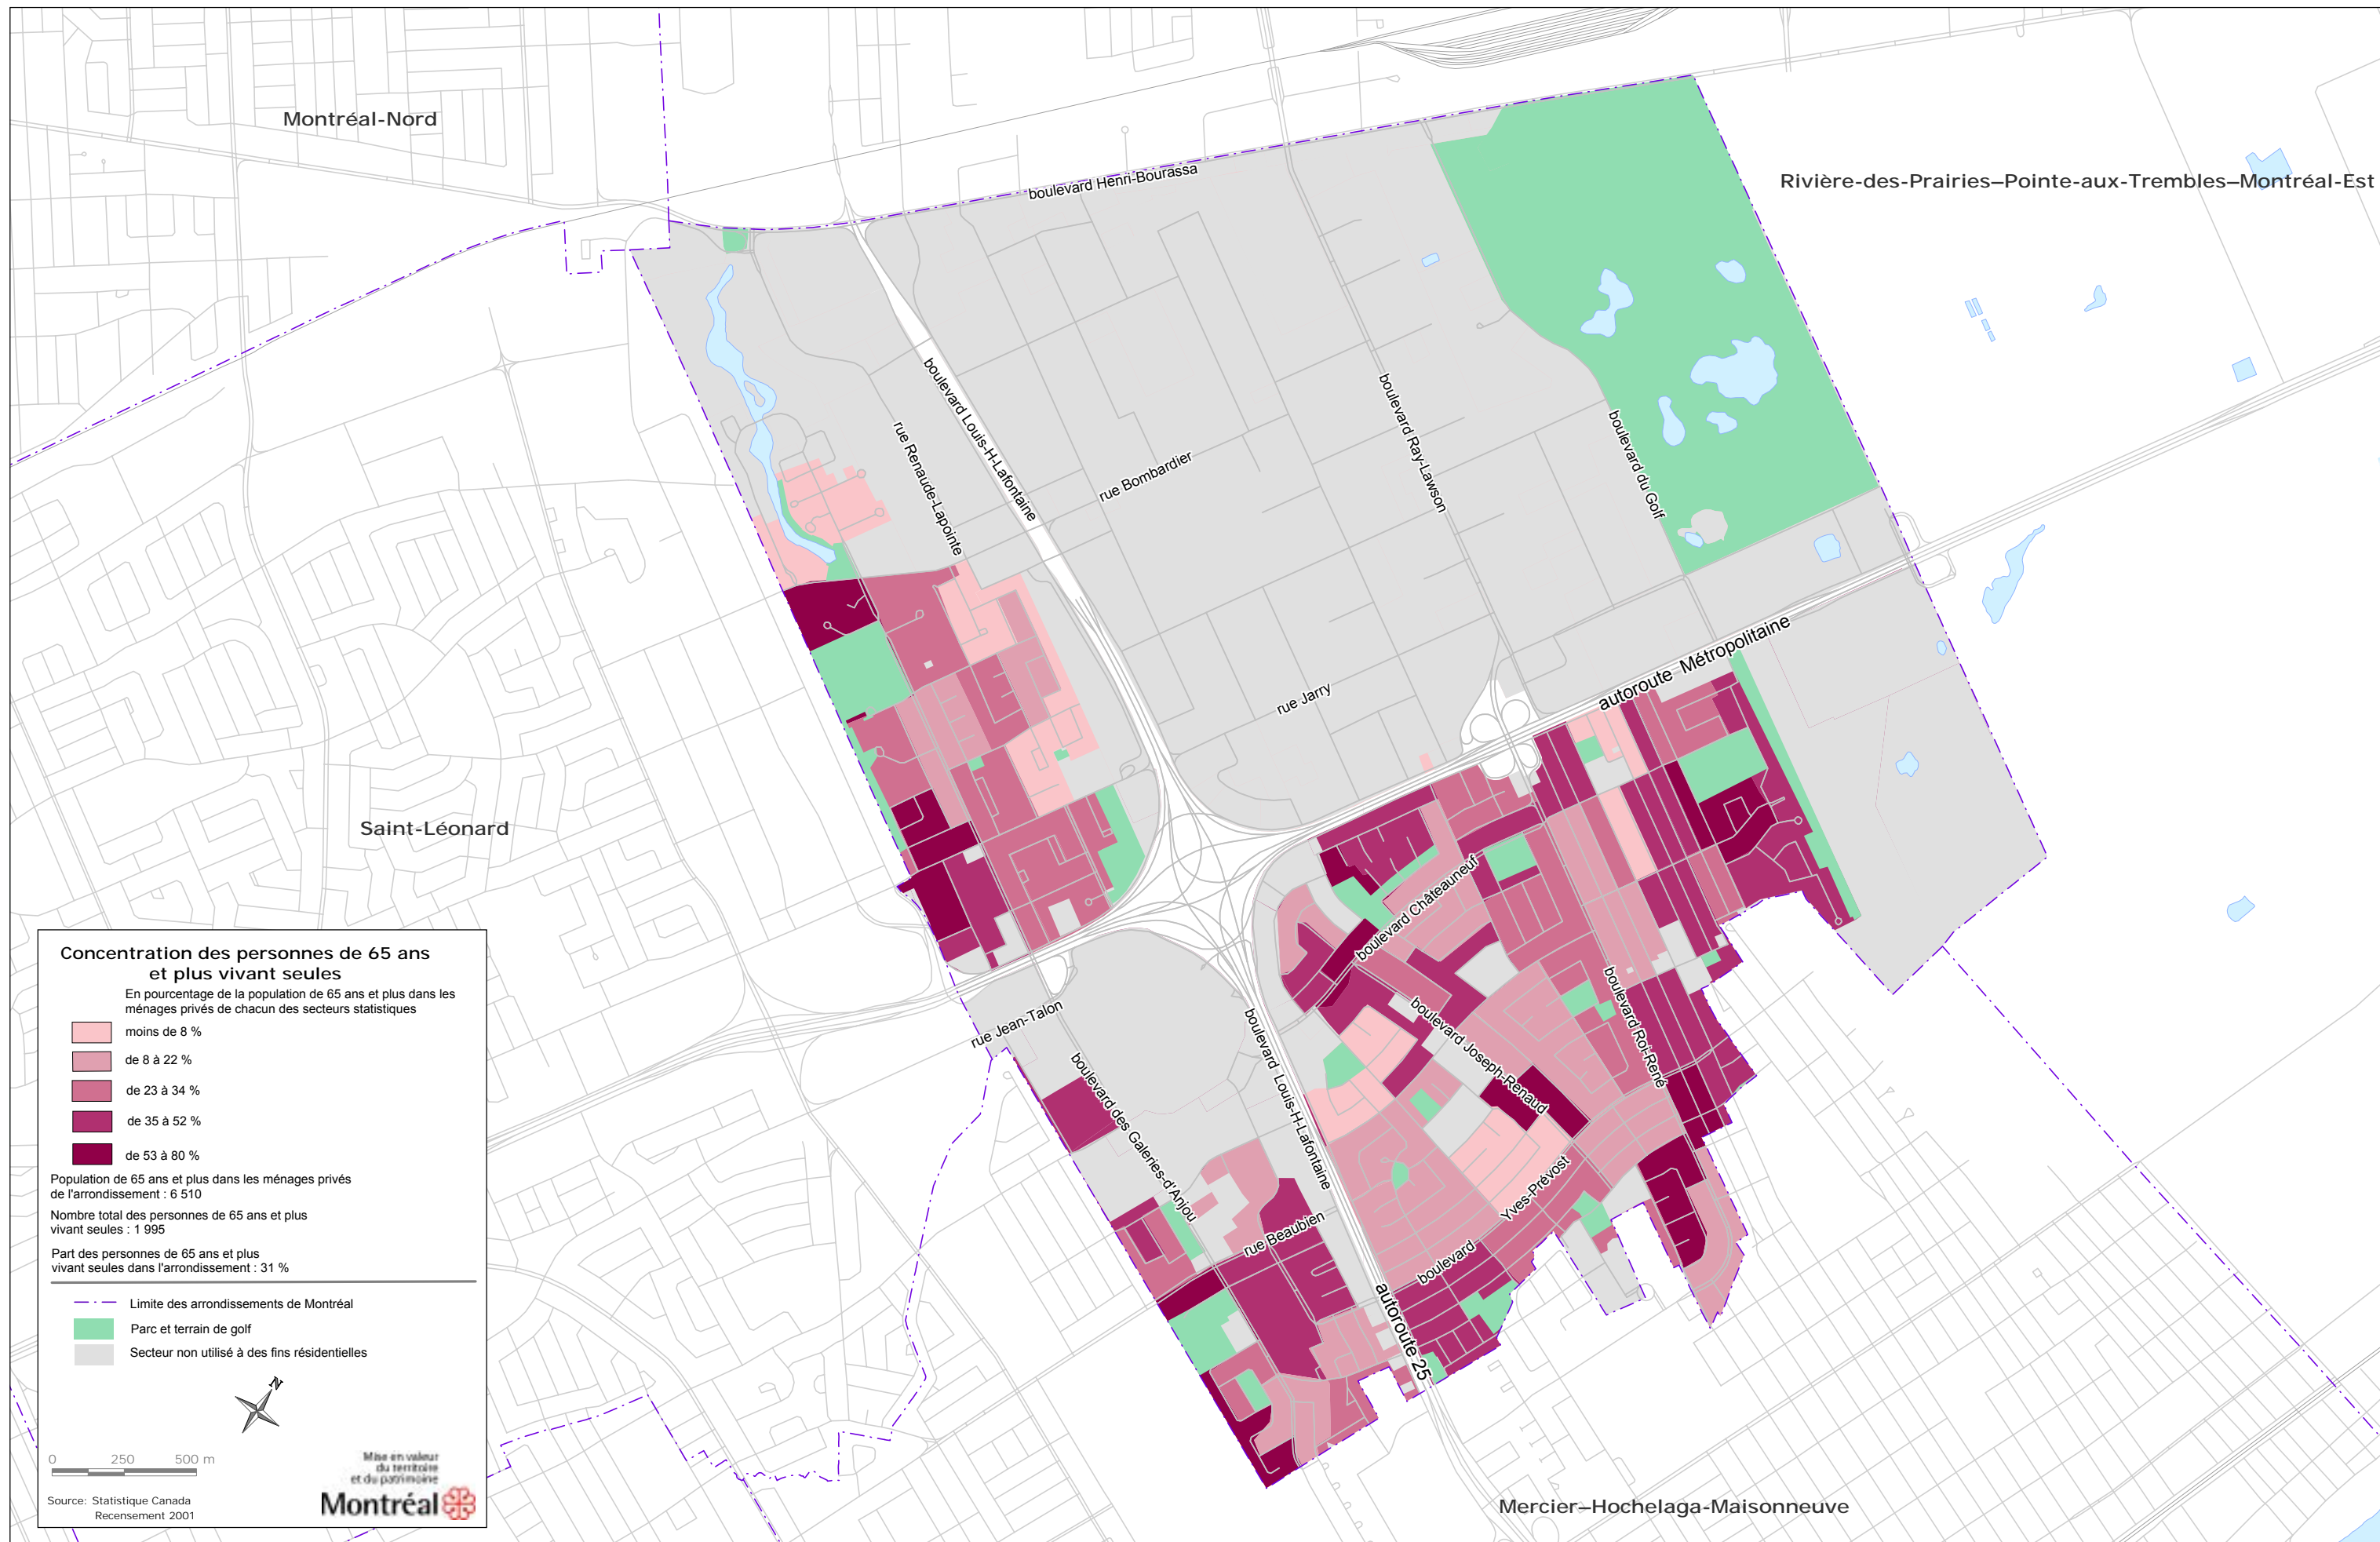 Montréal-Nord
Rivière-des-Prairies–Pointe-aux-Trembles–Montréal-Est
boulevard Henri-Bourassa
boulevard Louis-H-Lafontaine
rue Renaude-Lapointe
rue Bombardier
boulevard Ray-Lawson
boulevard du Golf
rue Jarry
autoroute Métropolitaine
Saint-Léonard
boulevard Châteauneuf
boulevard Joseph-Renaud
boulevard Roi-René
rue Jean-Talon
boulevard des Galeries-d'Anjou
boulevard Louis-H-Lafontaine
rue Beaubien
boulevard Yves-Prévost
autoroute 25
Mercier–Hochelaga-Maisonneuve
Concentration des personnes de 65 ans
et plus vivant seules
En pourcentage de la population de 65 ans et plus dans les
ménages privés de chacun des secteurs statistiques
moins de 8 %
de 8 à 22 %
de 23 à 34 %
de 35 à 52 %
de 53 à 80 %
Population de 65 ans et plus dans les ménages privés
de l'arrondissement : 6 510
Nombre total des personnes de 65 ans et plus
vivant seules : 1 995
Part des personnes de 65 ans et plus
vivant seules dans l'arrondissement : 31 %
Limite des arrondissements de Montréal
Parc et terrain de golf
Secteur non utilisé à des fins résidentielles
N
0 250 500 m
Mise en valeur
du territoire
et du patrimoine
Montréal
Source: Statistique Canada
Recensement 2001